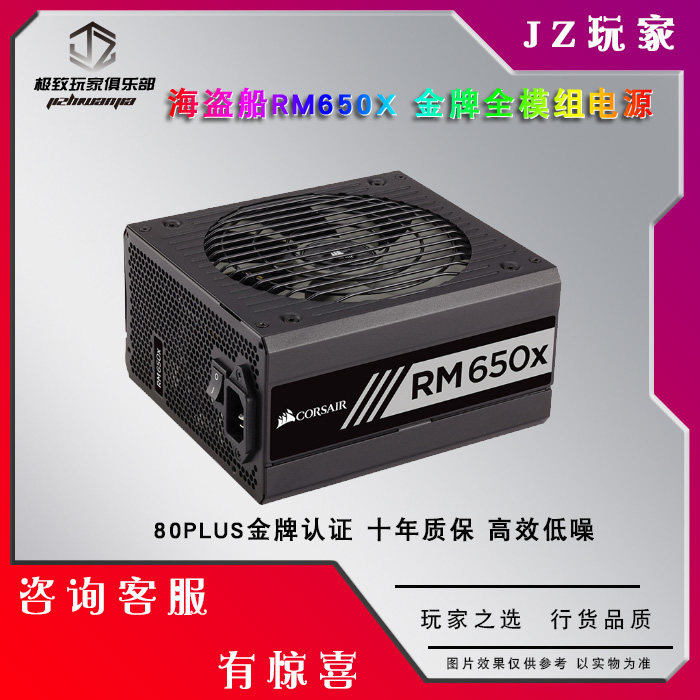 JZ玩家
极致玩家俱乐部
jizhiwanjia
海盗船RM650X 金牌全模组电源
RM650x
CORSAIR
RM650x
80PLUS金牌认证 十年质保 高效低噪
咨询客服
有惊喜
玩家之选 行货品质
图片效果仅供参考 以实物为准